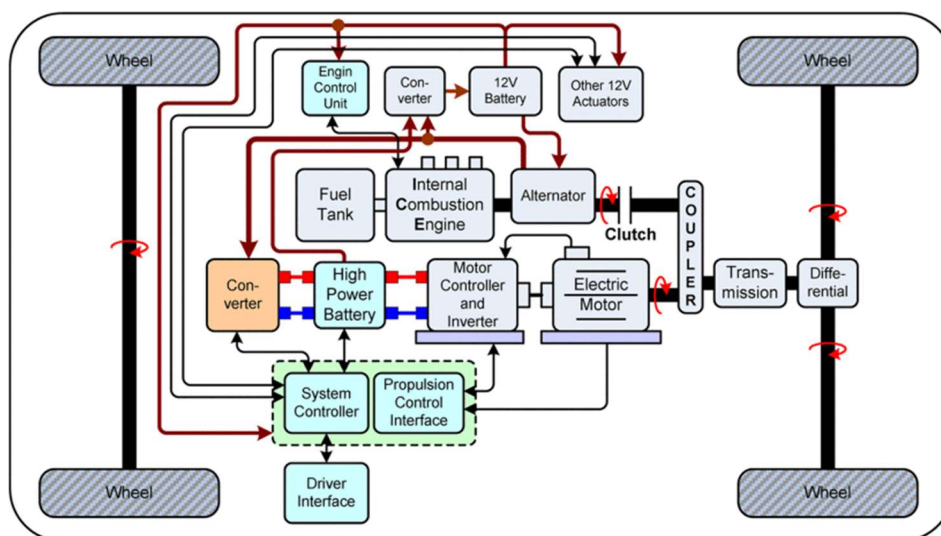 Wheel
Wheel
Engin
Control
Unit
Con-
verter
12V
Battery
Other 12V
Actuators
Fuel
Tank
Internal
Combustion
Engine
Alternator
Clutch
COUPLER
Trans-
mission
Diffe-
rential
Con-
verter
High
Power
Battery
Motor
Controller
and
Inverter
Electric
Motor
System
Controller
Propulsion
Control
Interface
Driver
Interface
Wheel
Wheel